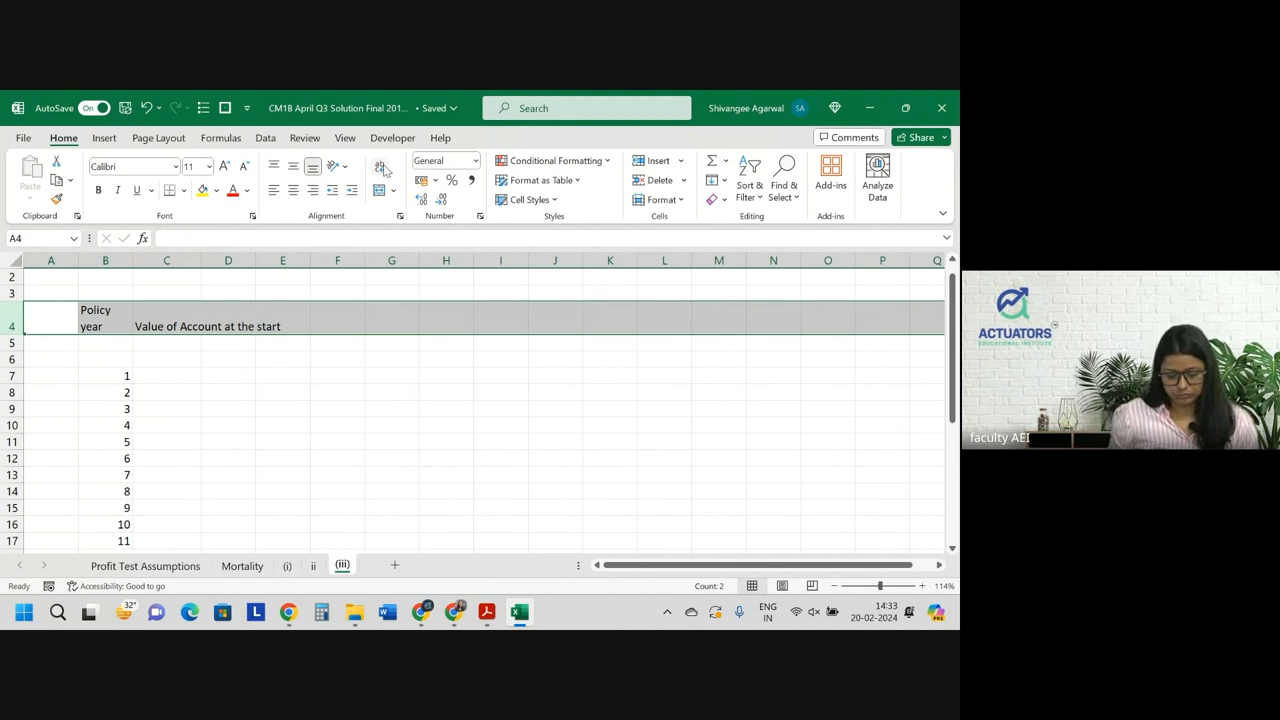 AutoSave On CM1B April Q3 Solution Final 201... • Saved Search Shivangee Agarwal SA
File Home Insert Page Layout Formulas Data Review View Developer Help Comments Share
Paste Calibri 11 General Conditional Formatting Insert
B I U Format as Table Delete Sort & Filter Find & Select Add-ins Analyze Data
Cell Styles Format
Clipboard Font Alignment Number Styles Cells Editing Add-ins
A4 fx
A B C D E F G H I J K L M N O P Q
2
3
Policy
4 year Value of Account at the start
5
6
7 1
8 2
9 3
10 4
11 5
12 6
13 7
14 8
15 9
16 10
17 11
Profit Test Assumptions Mortality (i) ii (iii)
Ready Accessibility: Good to go Count: 2 114%
32° ENG 14:33
IN 20-02-2024
ACTUATORS
EDUCATIONAL INSTITUTE
faculty AEI